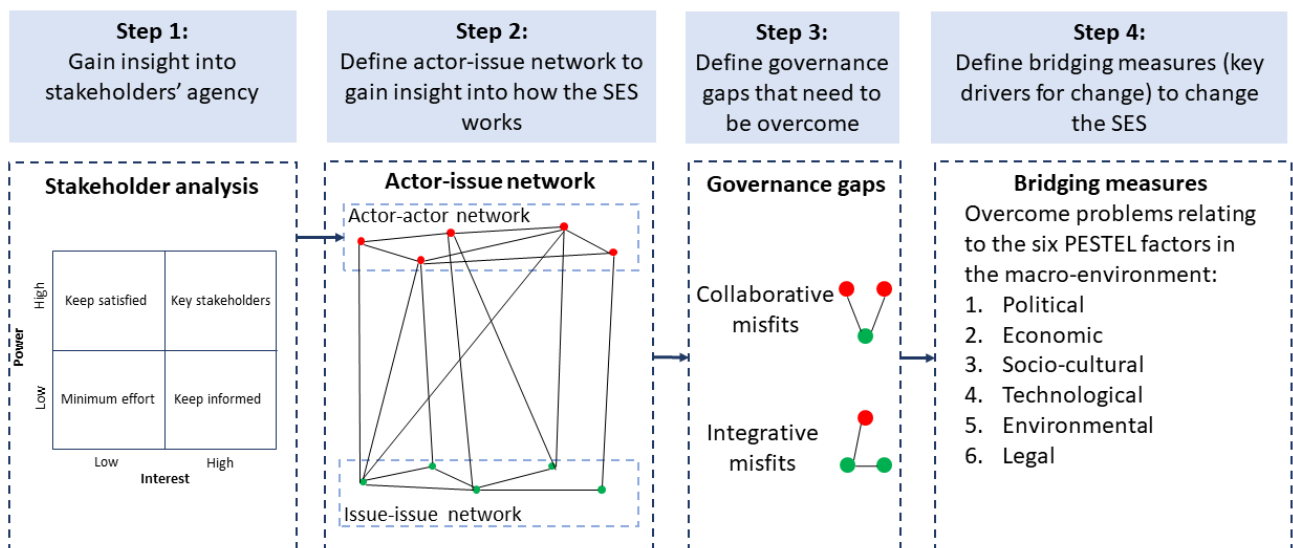 Step 1:
Gain insight into
stakeholders' agency
Step 2:
Define actor-issue network to
gain insight into how the SES
works
Step 3:
Define governance
gaps that need to
be overcome
Step 4:
Define bridging measures (key
drivers for change) to change
the SES
Stakeholder analysis
High
Low
Power
Keep satisfied
Key stakeholders
Minimum effort
Keep informed
Low
High
Interest
Actor-issue network
Actor-actor network
Issue-issue network
Governance gaps
Collaborative
misfits
Integrative
misfits
Bridging measures
Overcome problems relating
to the six PESTEL factors in
the macro-environment:
1. Political
2. Economic
3. Socio-cultural
4. Technological
5. Environmental
6. Legal